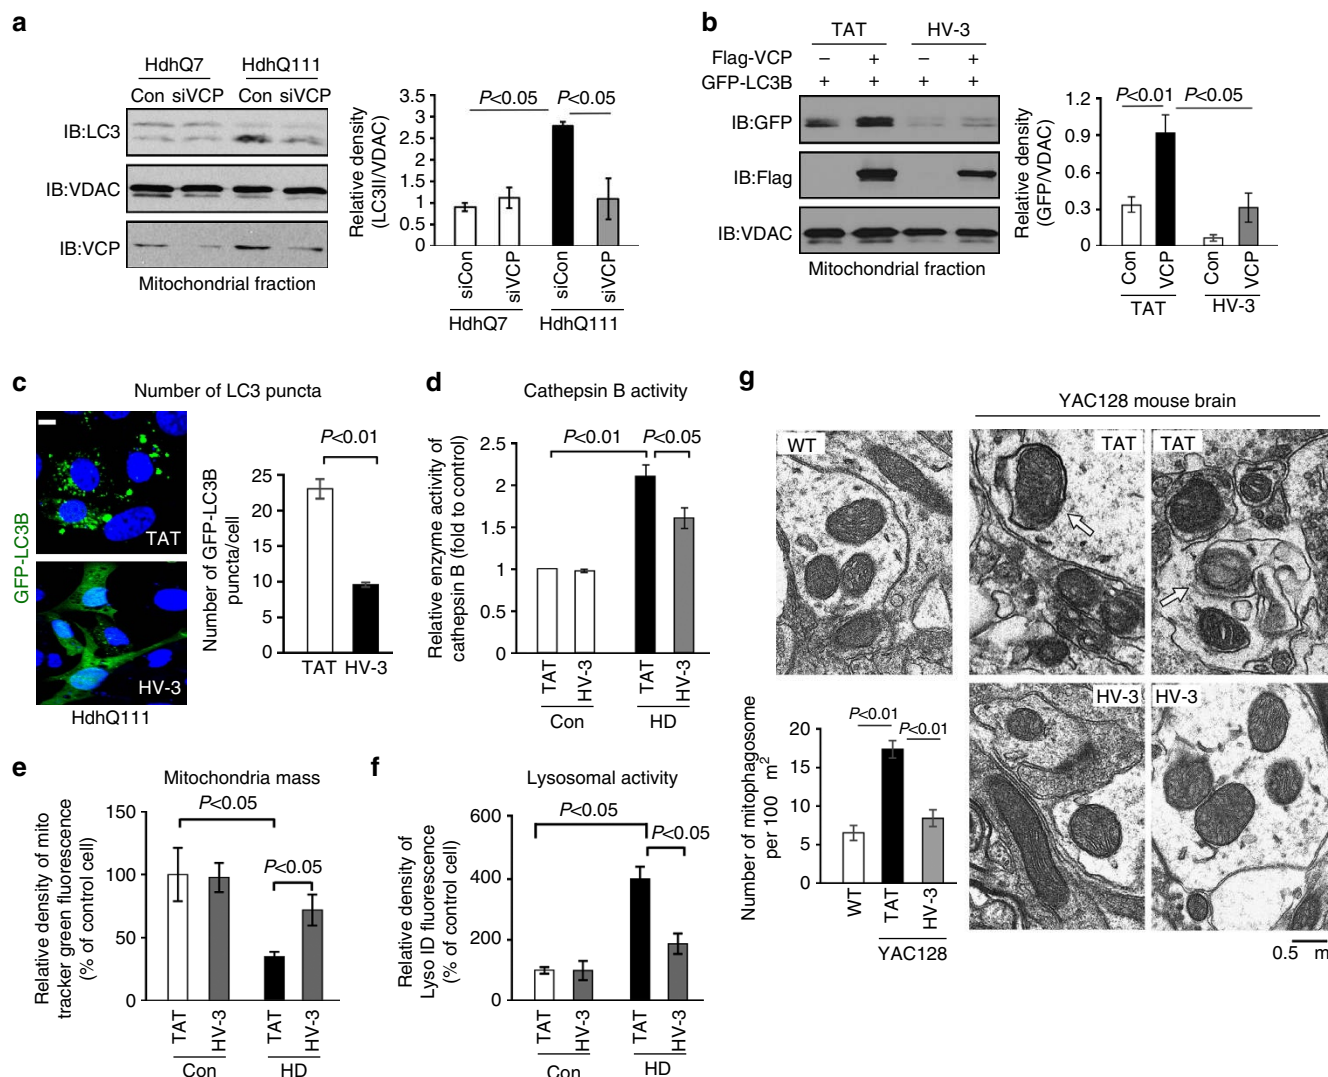 a
HdhQ7 HdhQ111
Con siVCP Con siVCP
IB:LC3
IB:VDAC
IB:VCP
Mitochondrial fraction
Relative density
(LC3II/VDAC)
3.5
3
2.5
2
1.5
1
0.5
0
P<0.05 P<0.05
siCon siVCP siCon siVCP
HdhQ7 HdhQ111
b
TAT HV-3
Flag-VCP – + – +
GFP-LC3B + + + +
IB:GFP
IB:Flag
IB:VDAC
Mitochondrial fraction
Relative density
(GFP/VDAC)
1.2
0.9
0.6
0.3
0
P<0.01 P<0.05
Con VCP Con VCP
TAT HV-3
c
Number of LC3 puncta
GFP-LC3B
TAT
HV-3
HdhQ111
Number of GFP-LC3B
puncta/cell
25
20
15
10
5
0
P<0.01
TAT HV-3
d
Cathepsin B activity
Relative enzyme activity of
cathepsin B (fold to control)
2.5
2
1.5
1
0.5
0
P<0.01 P<0.05
TAT HV-3 TAT HV-3
Con HD
e
Mitochondria mass
Relative density of mito
tracker green fluorescence
(% of control cell)
150
100
50
0
P<0.05
P<0.05
TAT HV-3 TAT HV-3
Con HD
f
Lysosomal activity
Relative density of
Lyso ID fluorescence
(% of control cell)
600
400
200
0
P<0.05
P<0.05
TAT HV-3 TAT HV-3
Con HD
g
YAC128 mouse brain
WT
TAT
TAT
HV-3
HV-3
0.5 m
Number of mitophagosome
per 100 m²
20
15
10
5
0
P<0.01
P<0.01
WT TAT HV-3
YAC128